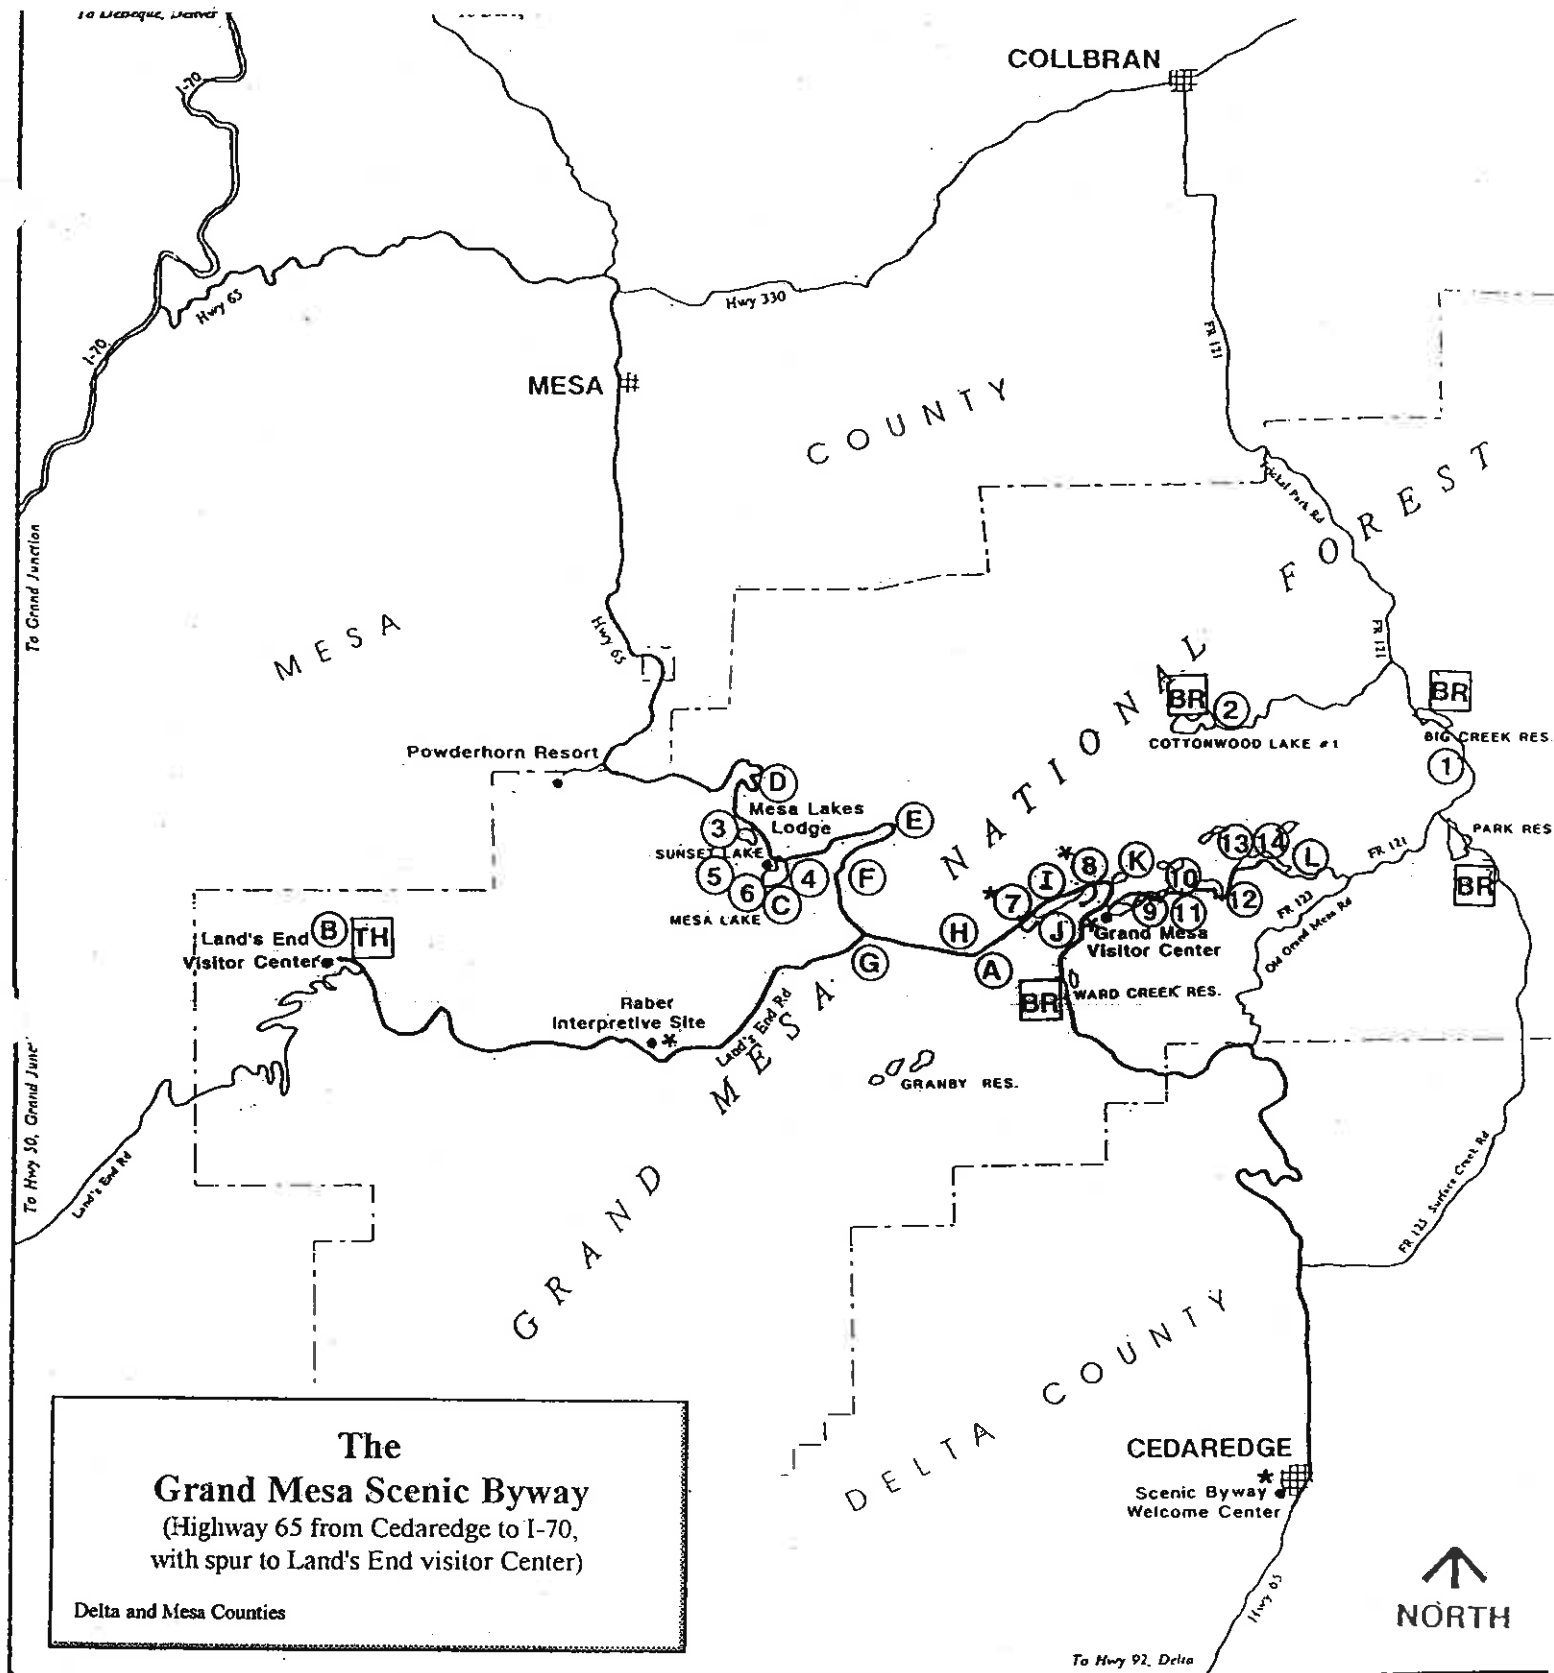 To Debeque, Denver
COLLBRAN
I-70
Hwy 65
Hwy 330
I-70
FR 121
MESA
COUNTY
To Grand Junction
Park Rd
FOREST
MESA
Hwy 65
FR 121
NATIONAL
BR
2
BR
COTTONWOOD LAKE #1
BIG CREEK RES.
Powderhorn Resort
1
D
Mesa Lakes
Lodge
E
3
PARK RES
SUNSET LAKE
13
14
L
FR 121
* 8
K
5
6
4
F
I
10
BR
* 7
C
9
11
12
FR 123
MESA LAKE
Land's End
Visitor Center
B
TH
H
J
*
Grand Mesa
Visitor Center
Old Grand Mesa Rd
G
A
BR
WARD CREEK RES.
Raber
Interpretive Site
*
Land's End Rd
MESA
GRANBY RES.
To Hwy 50, Grand Junc
Land's End Rd
GRAND
FR 125 Surface Creek Rd
DELTA COUNTY
The
Grand Mesa Scenic Byway
(Highway 65 from Cedaredge to I-70,
with spur to Land's End visitor Center)
Delta and Mesa Counties
CEDAREDGE
*
Scenic Byway
Welcome Center
Hwy 65
NORTH
To Hwy 92, Delta